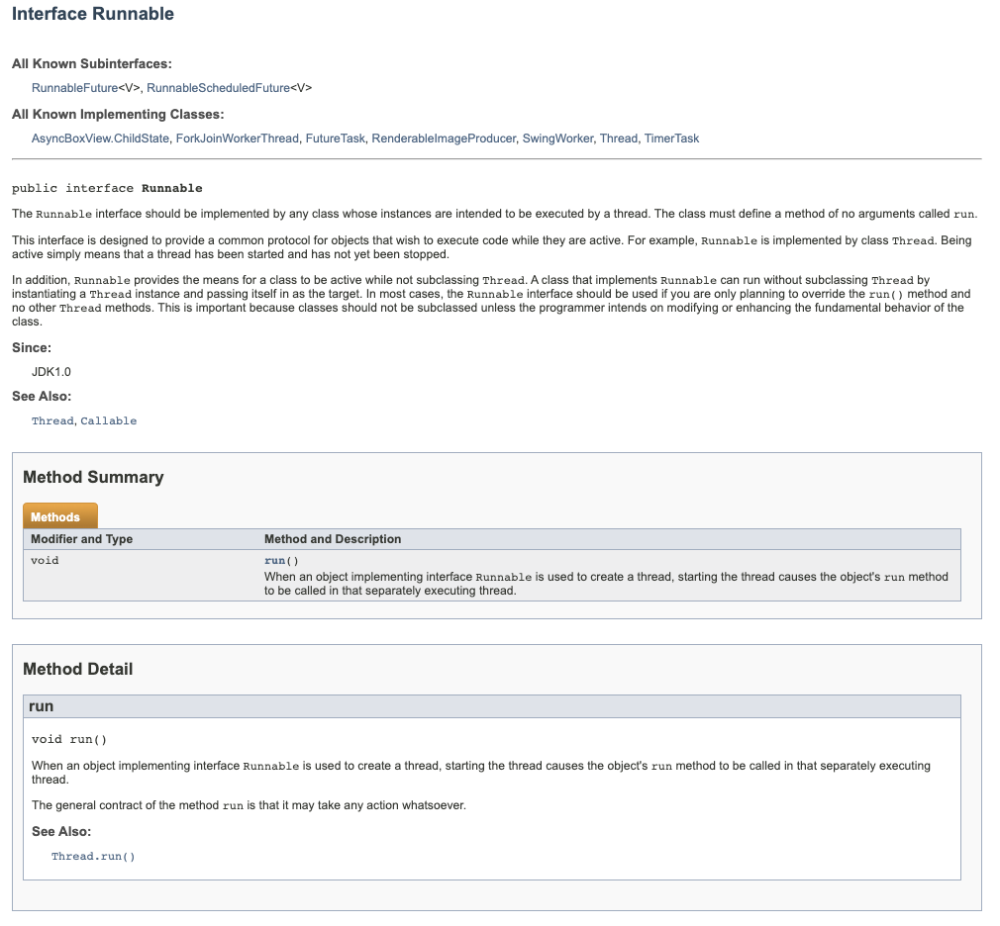 Interface Runnable
All Known Subinterfaces:
RunnableFuture<V>, RunnableScheduledFuture<V>
All Known Implementing Classes:
AsyncBoxView.ChildState, ForkJoinWorkerThread, FutureTask, RenderableImageProducer, SwingWorker, Thread, TimerTask
public interface Runnable
The Runnable interface should be implemented by any class whose instances are intended to be executed by a thread. The class must define a method of no arguments called run.
This interface is designed to provide a common protocol for objects that wish to execute code while they are active. For example, Runnable is implemented by class Thread. Being
active simply means that a thread has been started and has not yet been stopped.
In addition, Runnable provides the means for a class to be active while not subclassing Thread. A class that implements Runnable can run without subclassing Thread by
instantiating a Thread instance and passing itself in as the target. In most cases, the Runnable interface should be used if you are only planning to override the run() method and
no other Thread methods. This is important because classes should not be subclassed unless the programmer intends on modifying or enhancing the fundamental behavior of the
class.
Since:
JDK1.0
See Also:
Thread, Callable
Method Summary
Methods
Modifier and Type Method and Description
void run()
When an object implementing interface Runnable is used to create a thread, starting the thread causes the object's run method
to be called in that separately executing thread.
Method Detail
run
void run()
When an object implementing interface Runnable is used to create a thread, starting the thread causes the object's run method to be called in that separately executing
thread.
The general contract of the method run is that it may take any action whatsoever.
See Also:
Thread.run()